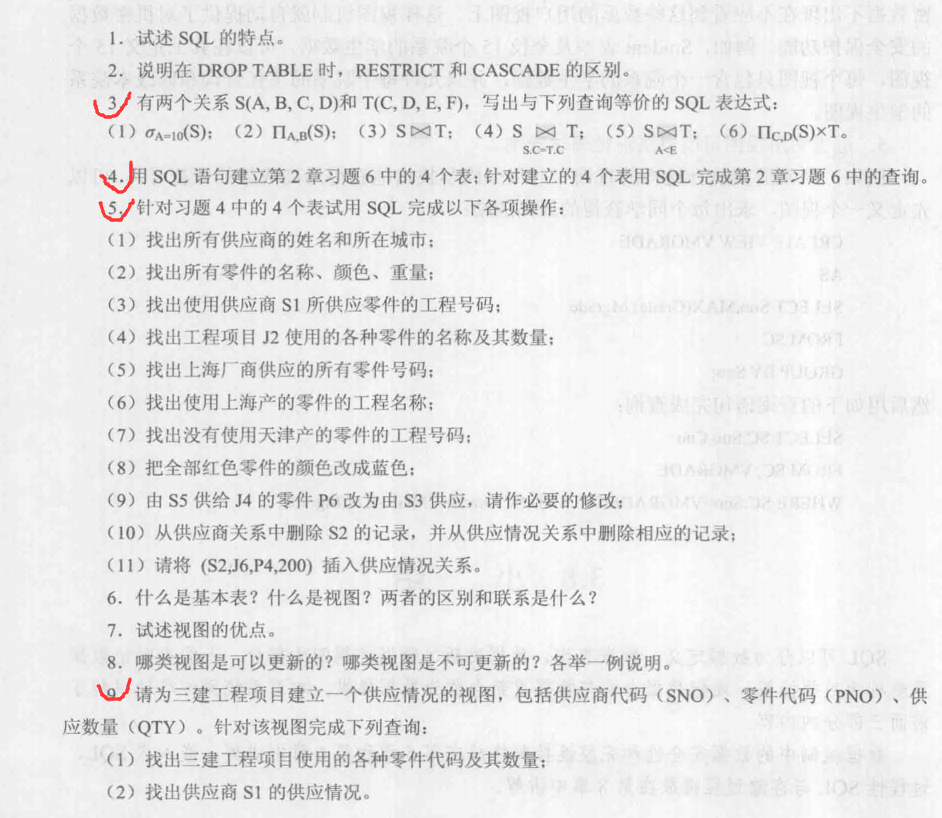 1. 试述 SQL 的特点。
2. 说明在 DROP TABLE 时，RESTRICT 和 CASCADE 的区别。
3. 有两个关系 S(A, B, C, D)和 T(C, D, E, F)，写出与下列查询等价的 SQL 表达式：
（1）σA=10(S)；（2）ΠA,B(S)；（3）S⋈T；（4）S ⋈ S.C=T.C T；（5）S⋈A<E T；（6）ΠC,D(S)×T。
4. 用 SQL 语句建立第 2 章习题 6 中的 4 个表；针对建立的 4 个表用 SQL 完成第 2 章习题 6 中的查询。
5. 针对习题 4 中的 4 个表试用 SQL 完成以下各项操作：
（1）找出所有供应商的姓名和所在城市；
（2）找出所有零件的名称、颜色、重量；
（3）找出使用供应商 S1 所供应零件的工程号码；
（4）找出工程项目 J2 使用的各种零件的名称及其数量；
（5）找出上海厂商供应的所有零件号码；
（6）找出使用上海产的零件的工程名称；
（7）找出没有使用天津产的零件的工程号码；
（8）把全部红色零件的颜色改成蓝色；
（9）由 S5 供给 J4 的零件 P6 改为由 S3 供应，请作必要的修改；
（10）从供应商关系中删除 S2 的记录，并从供应情况关系中删除相应的记录；
（11）请将 (S2,J6,P4,200) 插入供应情况关系。
6. 什么是基本表？什么是视图？两者的区别和联系是什么？
7. 试述视图的优点。
8. 哪类视图是可以更新的？哪类视图是不可更新的？各举一例说明。
9. 请为三建工程项目建立一个供应情况的视图，包括供应商代码（SNO）、零件代码（PNO）、供
应数量（QTY）。针对该视图完成下列查询：
（1）找出三建工程项目使用的各种零件代码及其数量；
（2）找出供应商 S1 的供应情况。